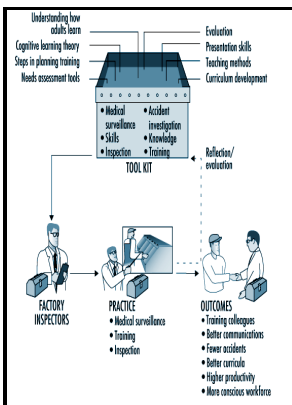 Understanding how
adults learn
Cognitive learning theory
Steps in planning training
Needs assessment tools
Evaluation
Presentation skills
Teaching methods
Curriculum development
• Medical
surveillance
• Skills
• Inspection
• Accident
investigation
• Knowledge
• Training
TOOL KIT
Reflection/
evaluation
FACTORY
INSPECTORS
PRACTICE
• Medical surveillance
• Training
• Inspection
OUTCOMES
• Training colleagues
• Better communications
• Fewer accidents
• Better curricula
• Higher productivity
• More conscious workforce